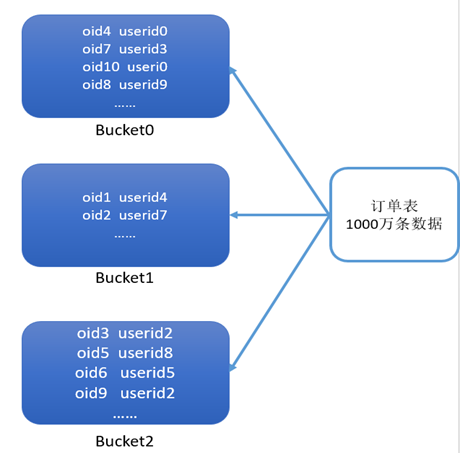 oid4 userid0
oid7 userid3
oid10 useri0
oid8 userid9
……
Bucket0
oid1 userid4
oid2 userid7
……
Bucket1
oid3 userid2
oid5 userid8
oid6 userid5
oid9 userid2
……
Bucket2
订单表
1000万条数据